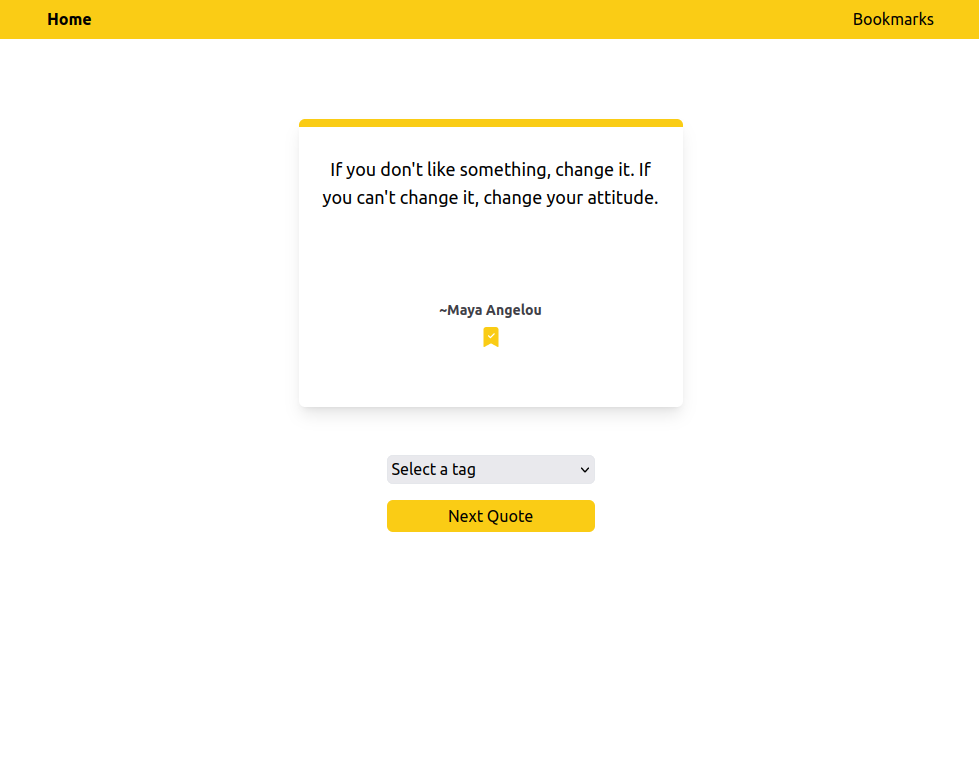 Home
Bookmarks
If you don't like something, change it. If
you can't change it, change your attitude.
~Maya Angelou
Select a tag
Next Quote